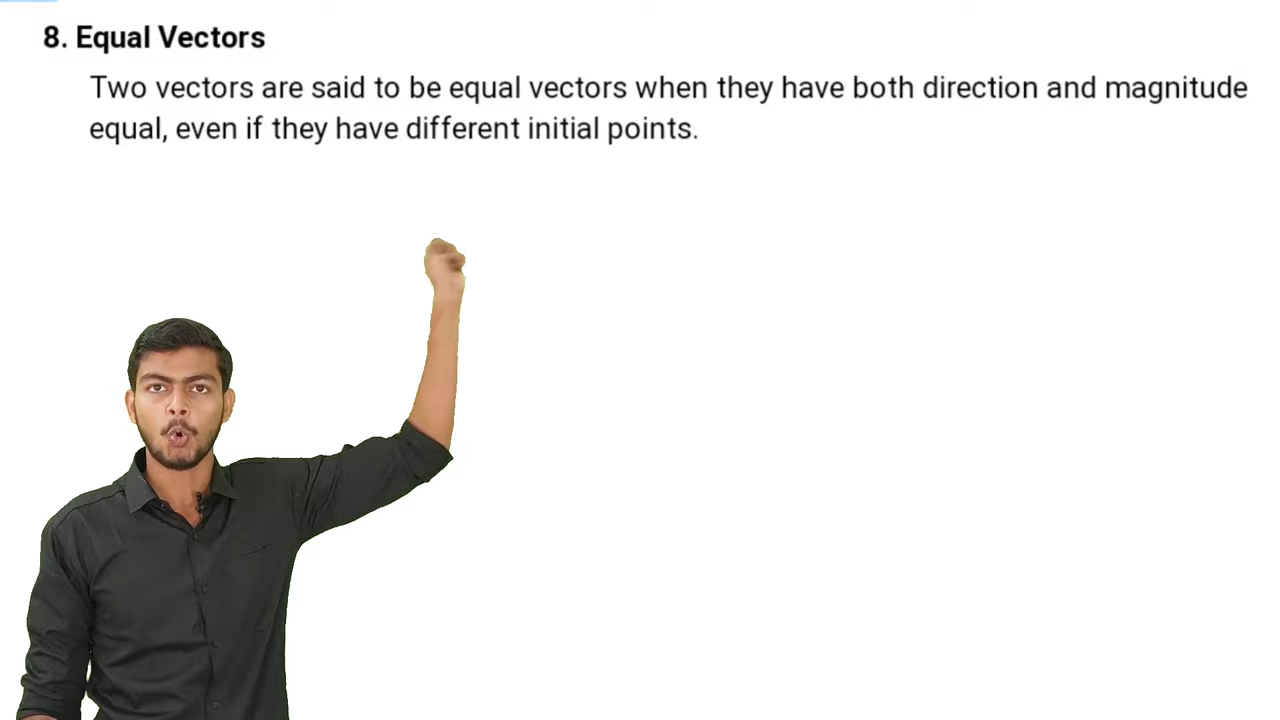 8. Equal Vectors
Two vectors are said to be equal vectors when they have both direction and magnitude
equal, even if they have different initial points.